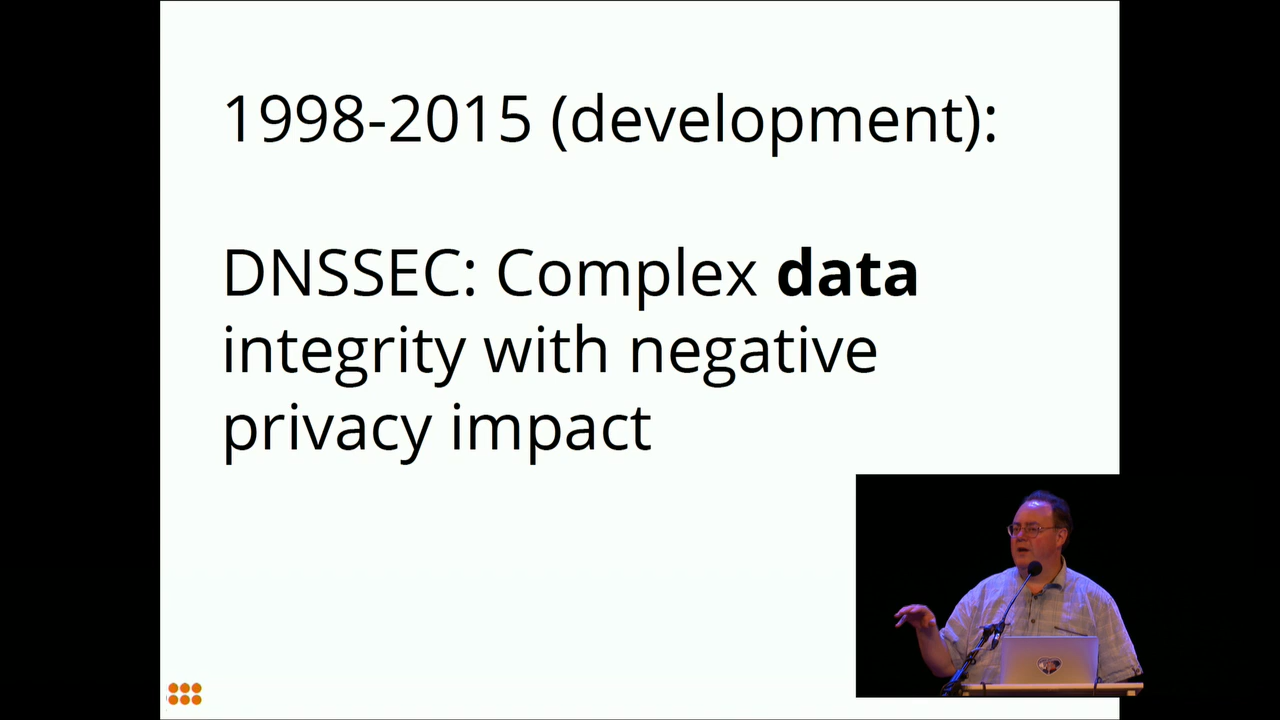 1998-2015 (development):
DNSSEC: Complex data
integrity with negative
privacy impact